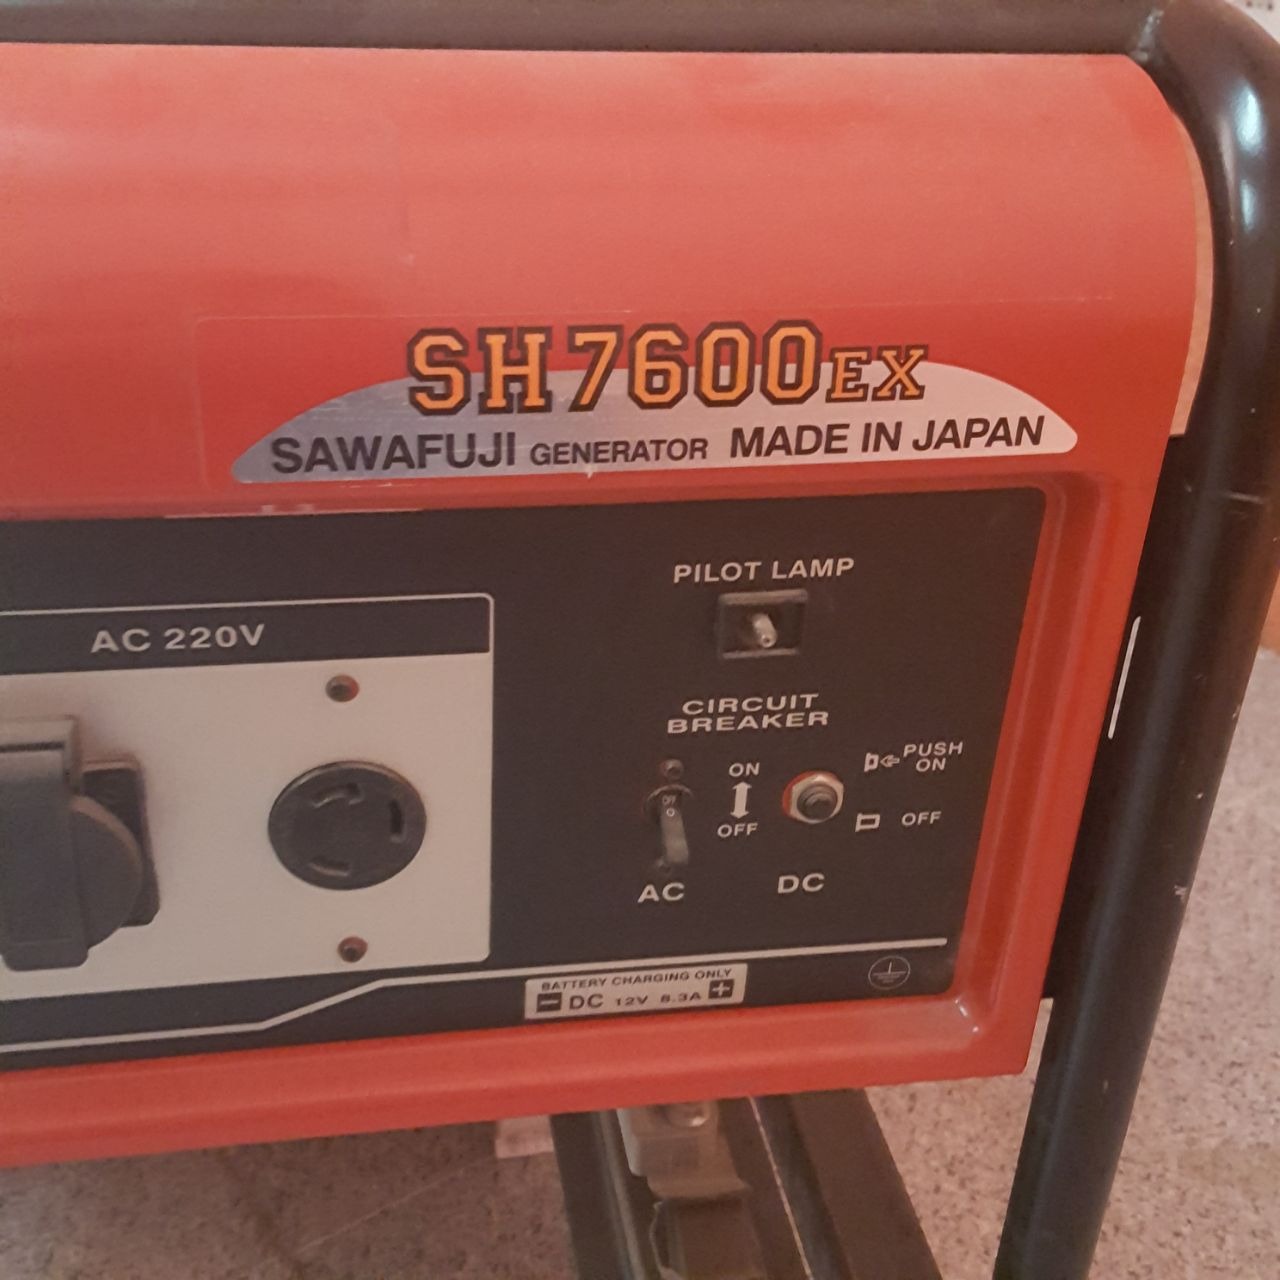 SH7600EX
SAWAFUJI GENERATOR MADE IN JAPAN
PILOT LAMP
AC 220V
CIRCUIT
BREAKER
PUSH
ON
ON
OFF
OFF
OFF
AC
DC
BATTERY CHARGING ONLY
− DC 12V 8.3A +